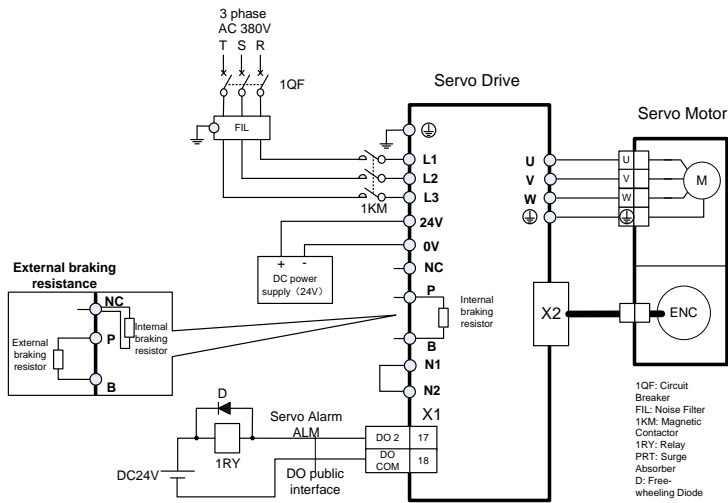 3 phase
AC 380V
T S R
1QF
FIL
Servo Drive
Servo Motor
L1
L2
L3
1KM
24V
0V
NC
P
B
N1
N2
X1
U
V
W
U
V
W
M
+ -
DC power
supply（24V）
Internal
braking
resistor
X2
ENC
External braking
resistance
NC
P
B
Internal
braking
resistor
External
braking
resistor
D
1RY
DC24V
Servo Alarm
ALM
DO public
interface
DO 2 17
DO
COM 18
1QF: Circuit
Breaker
FIL: Noise Filter
1KM: Magnetic
Contactor
1RY: Relay
PRT: Surge
Absorber
D: Free-
wheeling Diode